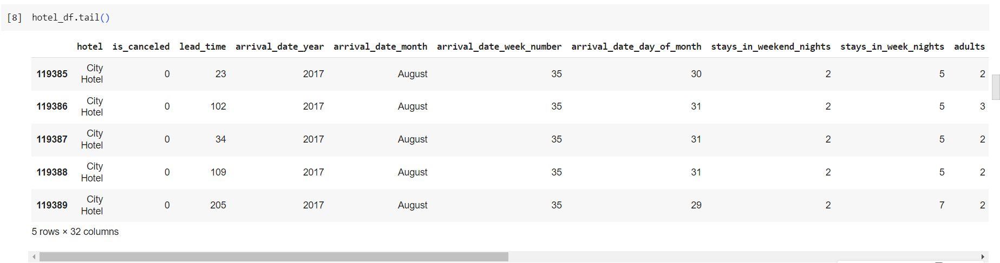 [8] hotel_df.tail()
hotel is_canceled lead_time arrival_date_year arrival_date_month arrival_date_week_number arrival_date_day_of_month stays_in_weekend_nights stays_in_week_nights adults
119385 City Hotel 0 23 2017 August 35 30 2 5 2
119386 City Hotel 0 102 2017 August 35 31 2 5 3
119387 City Hotel 0 34 2017 August 35 31 2 5 2
119388 City Hotel 0 109 2017 August 35 31 2 5 2
119389 City Hotel 0 205 2017 August 35 29 2 7 2
5 rows × 32 columns